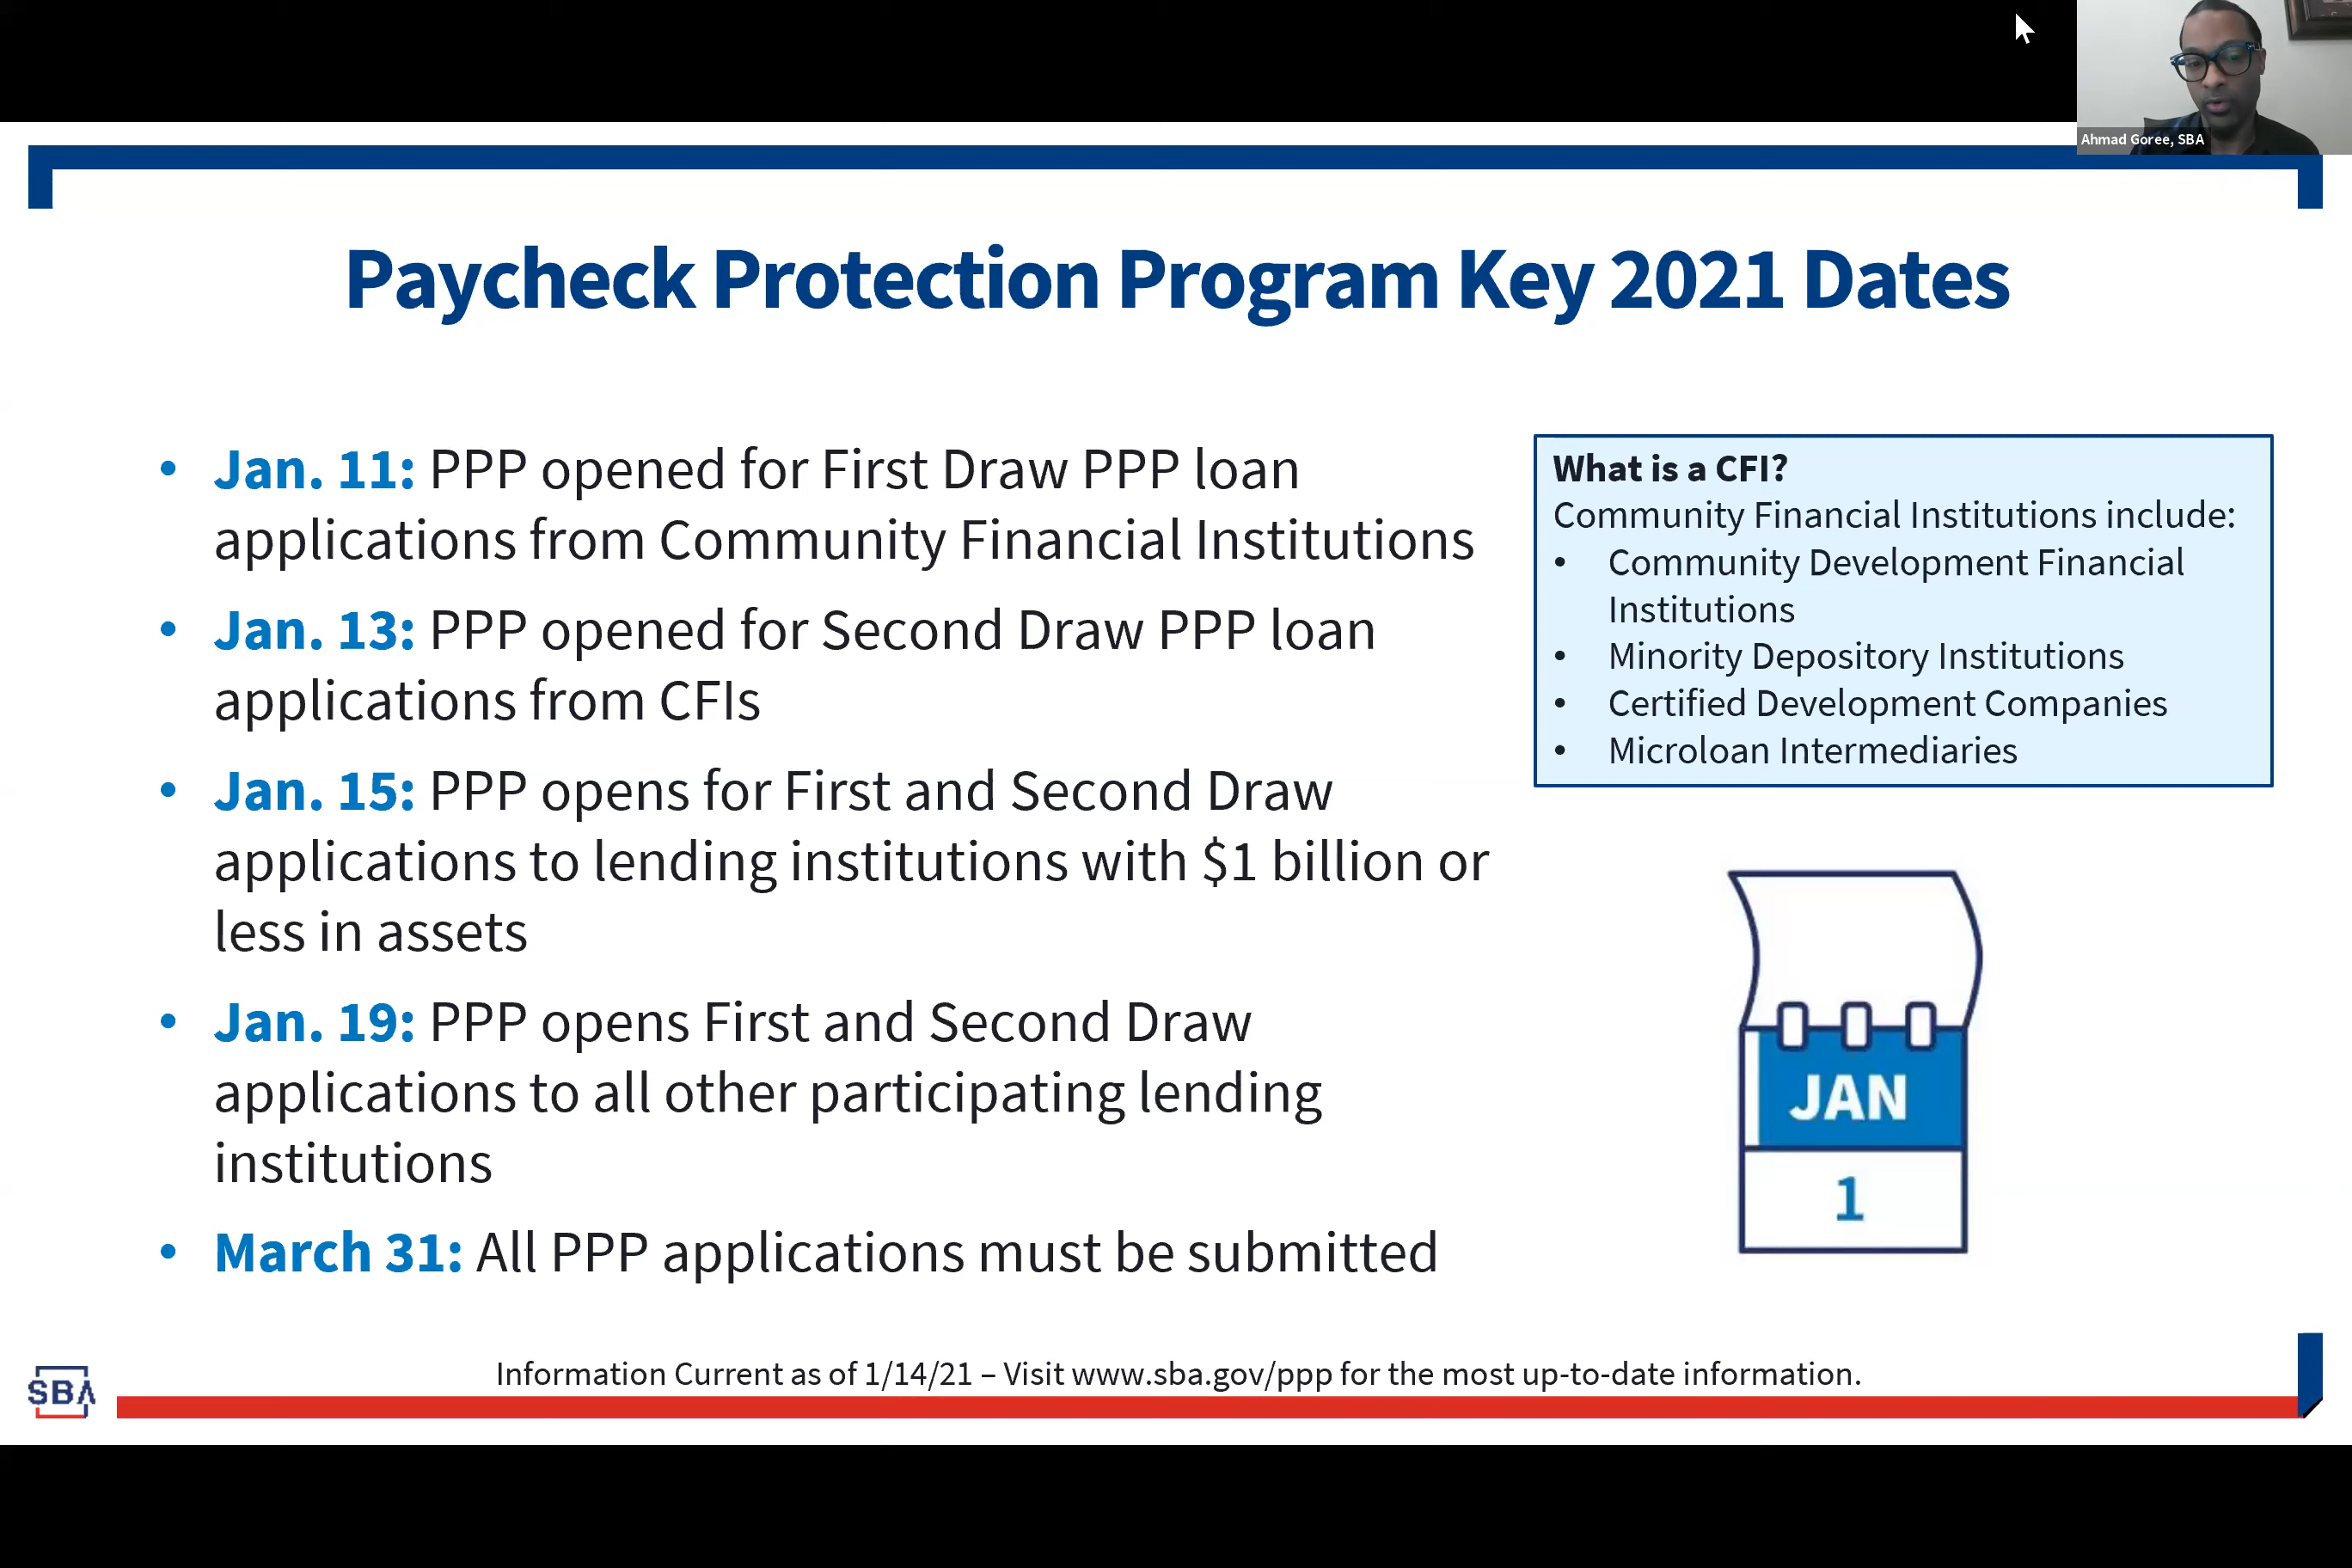 Ahmad Goree, SBA
Paycheck Protection Program Key 2021 Dates
• Jan. 11: PPP opened for First Draw PPP loan
applications from Community Financial Institutions
• Jan. 13: PPP opened for Second Draw PPP loan
applications from CFIs
• Jan. 15: PPP opens for First and Second Draw
applications to lending institutions with $1 billion or
less in assets
• Jan. 19: PPP opens First and Second Draw
applications to all other participating lending
institutions
• March 31: All PPP applications must be submitted
What is a CFI?
Community Financial Institutions include:
• Community Development Financial
Institutions
• Minority Depository Institutions
• Certified Development Companies
• Microloan Intermediaries
JAN
1
Information Current as of 1/14/21 – Visit www.sba.gov/ppp for the most up-to-date information.
SBA